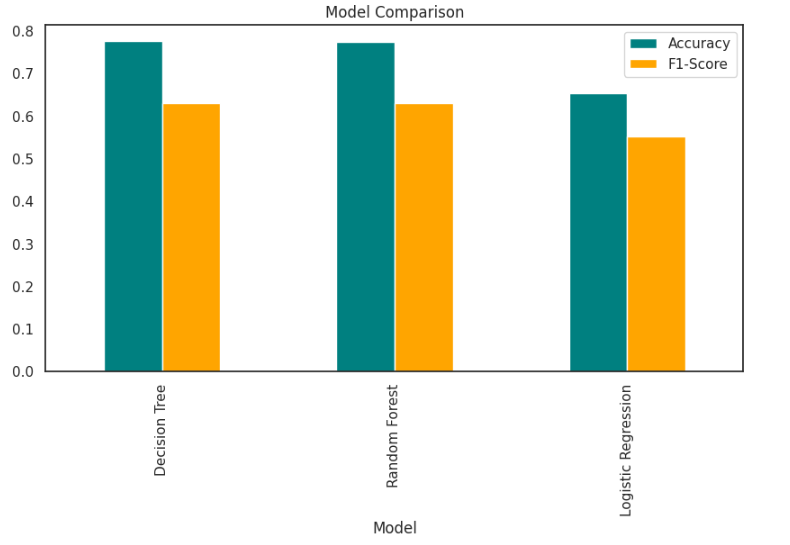 Model Comparison
Accuracy
F1-Score
0.8
0.7
0.6
0.5
0.4
0.3
0.2
0.1
0.0
Decision Tree
Random Forest
Logistic Regression
Model